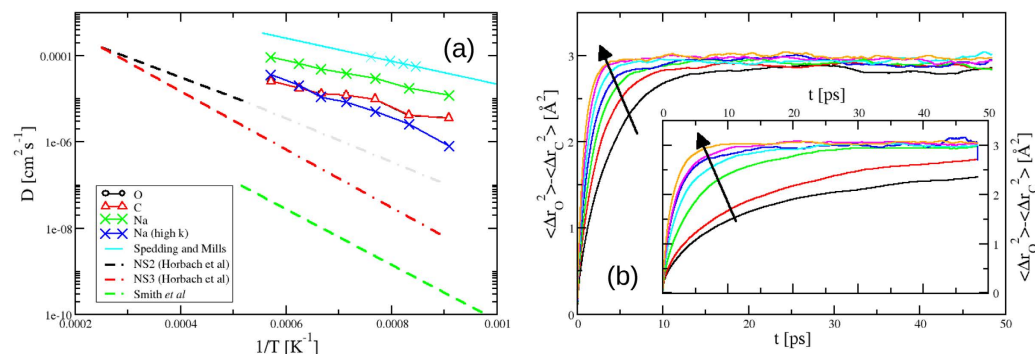 (a)
D [cm² s⁻¹]
0.0001
1e-06
1e-08
1e-10
O
C
Na
Na (high k)
Spedding and Mills
NS2 (Horbach et al)
NS3 (Horbach et al)
Smith et al
0.0002 0.0004 0.0006 0.0008 0.001
1/T [K⁻¹]
<Δr_O²>-<Δr_C²> [Å²]
3
2
1
0
t [ps]
0 10 20 30 40 50
3
2
1
0
<Δr_O²>-<Δr_C²> [Å²]
(b)
0 10 20 30 40 50
t [ps]